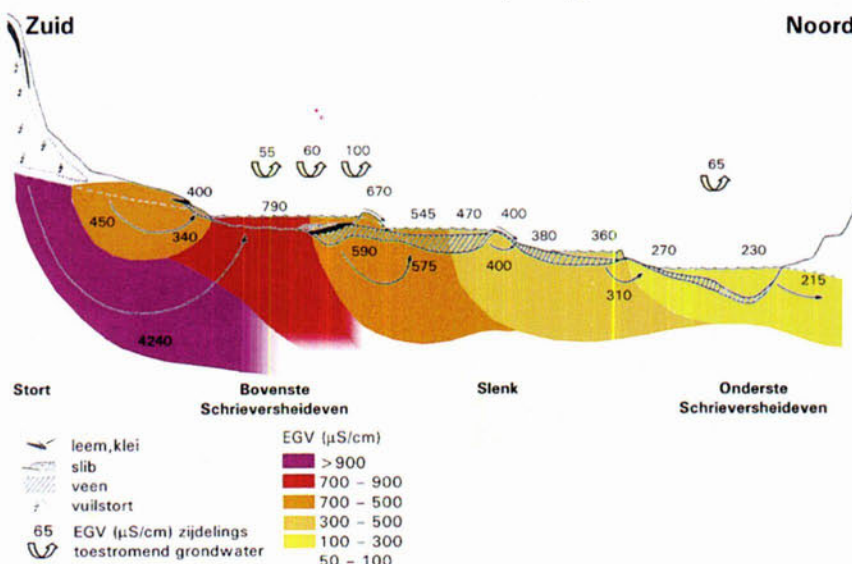 Zuid
Noord
55
60
100
65
400
790
670
545
470
400
450
340
590
575
400
380
360
310
270
230
215
4240
Stort
Bovenste
Schrieversheideven
Slenk
Onderste
Schrieversheideven
leem,klei
slib
veen
vuilstort
65 EGV (µS/cm) zijdelings
toestromend grondwater
EGV (µS/cm)
>900
700 – 900
700 – 500
300 – 500
100 – 300
50 – 100